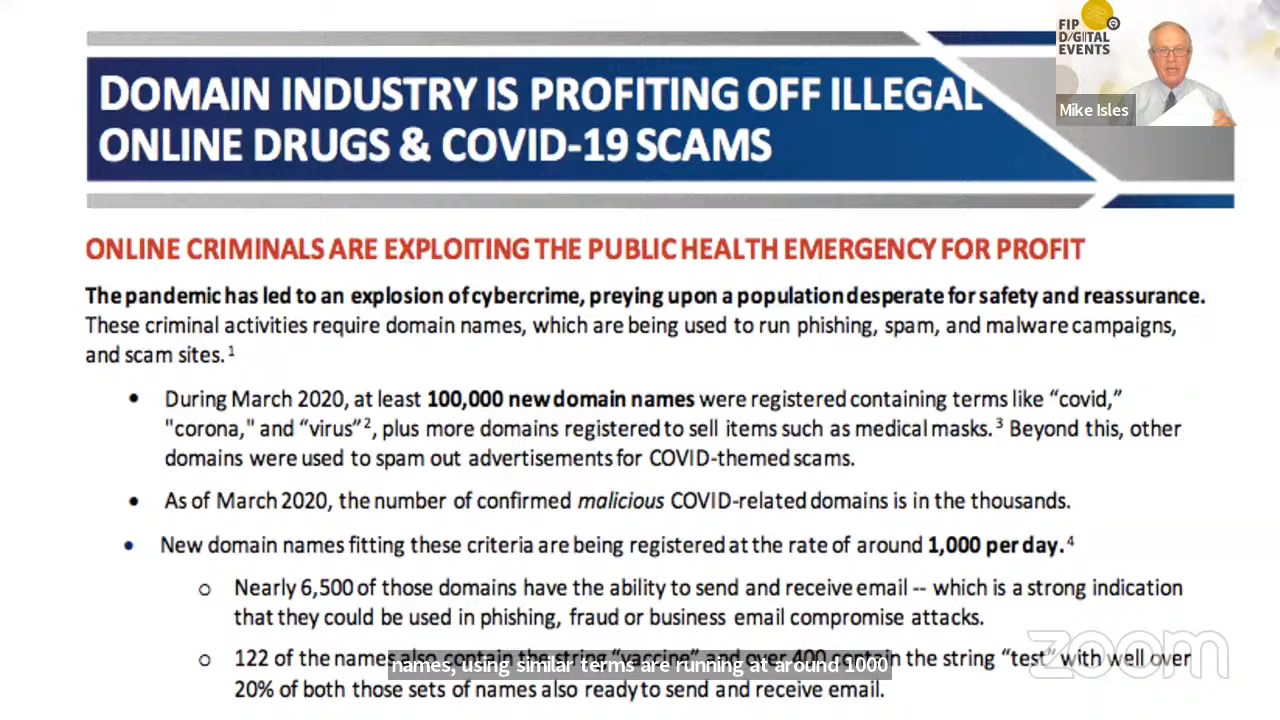 FIP
DIGITAL
EVENTS
Mike Isles
DOMAIN INDUSTRY IS PROFITING OFF ILLEGAL
ONLINE DRUGS & COVID-19 SCAMS
ONLINE CRIMINALS ARE EXPLOITING THE PUBLIC HEALTH EMERGENCY FOR PROFIT
The pandemic has led to an explosion of cybercrime, preying upon a population desperate for safety and reassurance.
These criminal activities require domain names, which are being used to run phishing, spam, and malware campaigns,
and scam sites.1
• During March 2020, at least 100,000 new domain names were registered containing terms like “covid,”
"corona," and “virus”2, plus more domains registered to sell items such as medical masks.3 Beyond this, other
domains were used to spam out advertisements for COVID-themed scams.
• As of March 2020, the number of confirmed malicious COVID-related domains is in the thousands.
• New domain names fitting these criteria are being registered at the rate of around 1,000 per day.4
o Nearly 6,500 of those domains have the ability to send and receive email -- which is a strong indication
that they could be used in phishing, fraud or business email compromise attacks.
o 122 of the names also contain the string “vaccine” and over 400 contain the string “test” with well over
names, using similar terms are running at around 1000
20% of both those sets of names also ready to send and receive email.
zoom